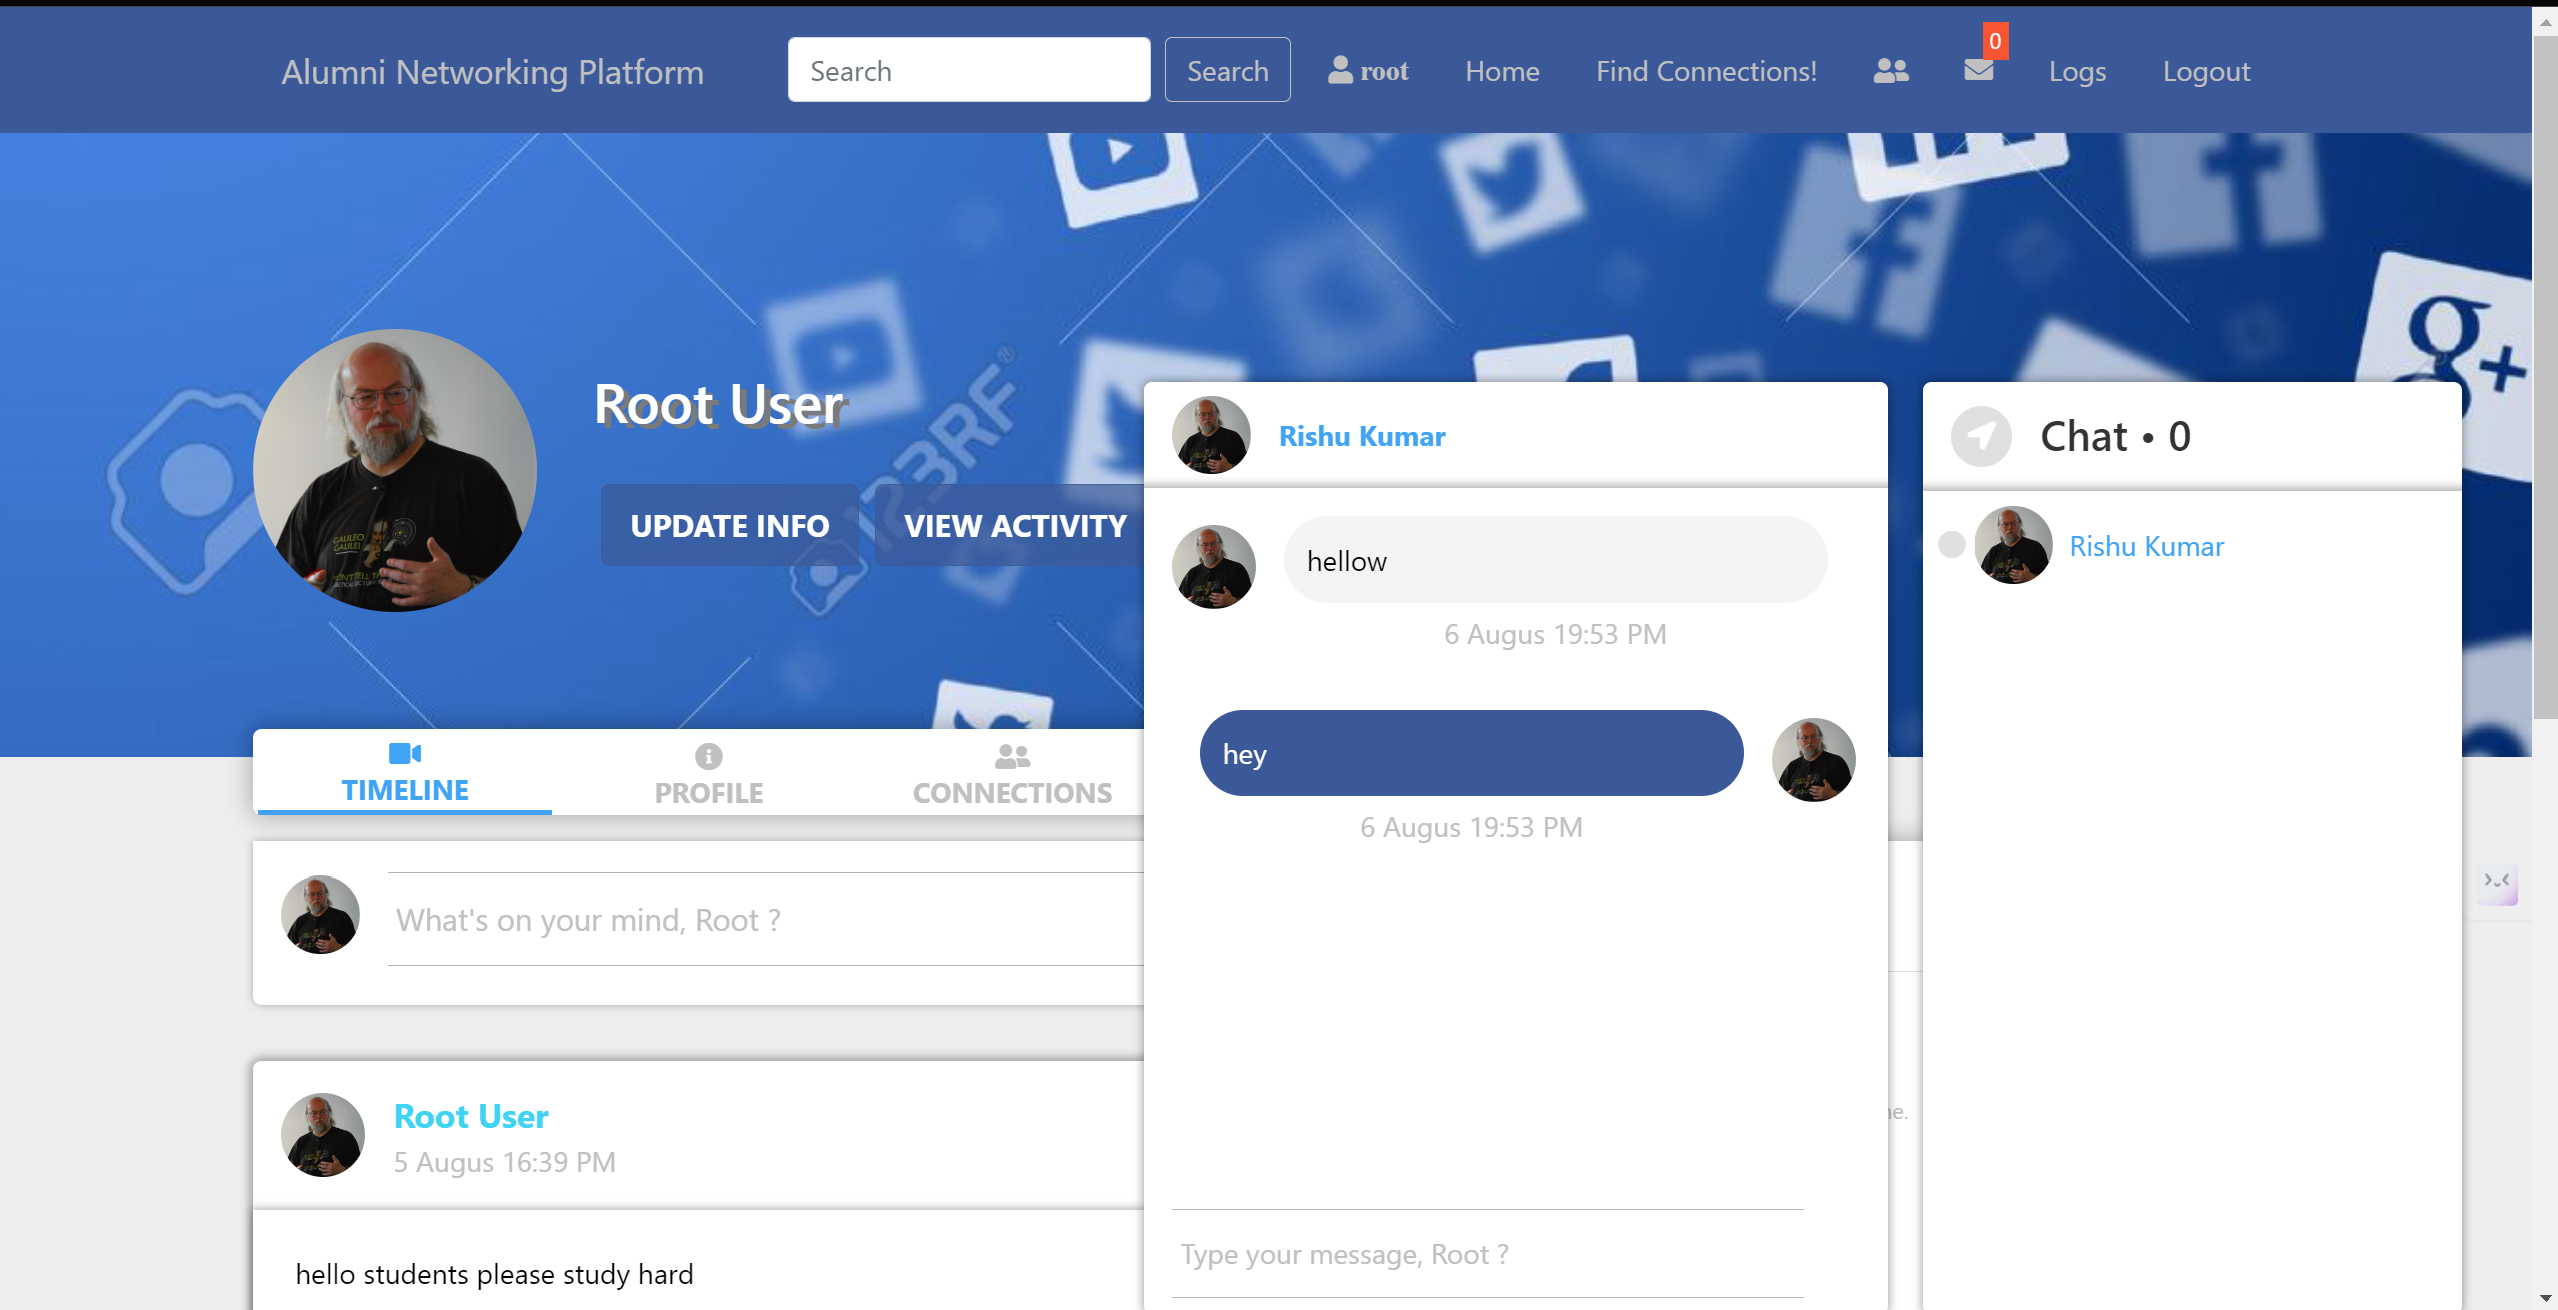 Alumni Networking Platform
Search
Search
root
Home
Find Connections!
0
Logs
Logout
g+
123RF®
Root User
UPDATE INFO
VIEW ACTIVITY
TIMELINE
PROFILE
CONNECTIONS
What's on your mind, Root ?
Root User
5 Augus 16:39 PM
hello students please study hard
Rishu Kumar
hellow
6 Augus 19:53 PM
hey
6 Augus 19:53 PM
Type your message, Root ?
Chat • 0
Rishu Kumar
GALILEO
GALILEI